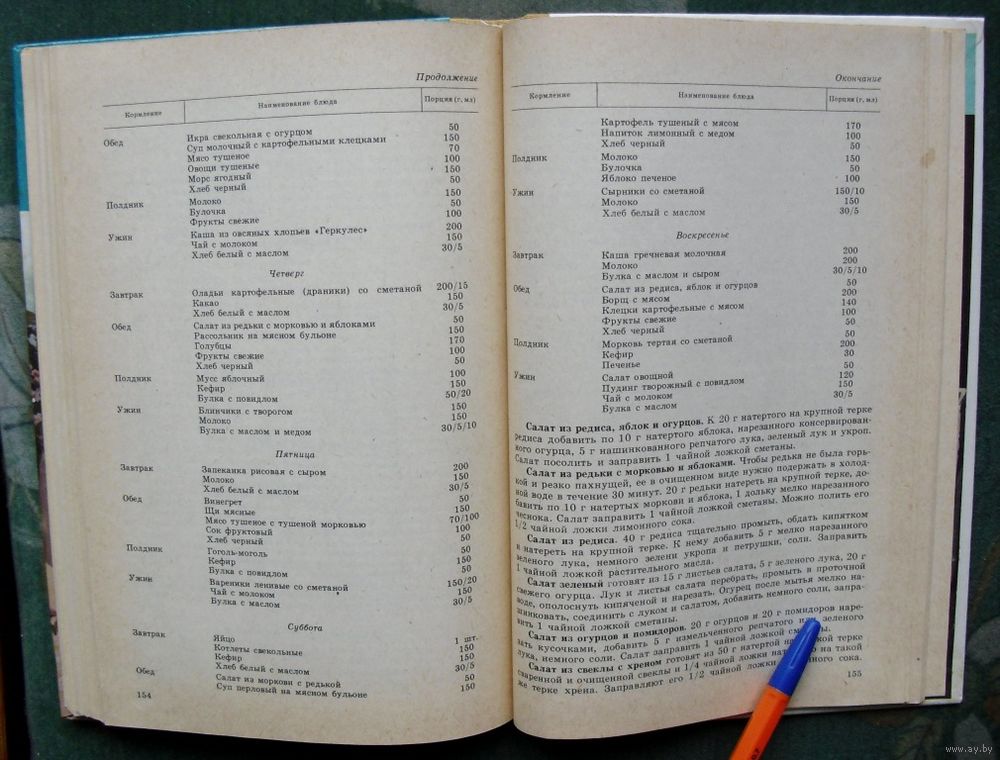 Продолжение
Кормление Наименование блюда Порция (г, мл)
Обед Икра свекольная с огурцом 50
Суп молочный с картофельными клецками 150
Мясо тушеное 70
Овощи тушеные 100
Морс ягодный 150
Хлеб черный 50
Полдник Молоко 150
Булочка 50
Фрукты свежие 100
Ужин Каша из овсяных хлопьев «Геркулес» 200
Чай с молоком 150
Хлеб белый с маслом 30/5
Четверг
Завтрак Оладьи картофельные (драники) со сметаной 200/15
Какао 150
Хлеб белый с маслом 30/5
Обед Салат из редьки с морковью и яблоками 50
Рассольник на мясном бульоне 150
Голубцы 170
Фрукты свежие 100
Хлеб черный 50
Полдник Мусс яблочный 100
Кефир 150
Булка с повидлом 50/20
Ужин Блинчики с творогом 150
Молоко 150
Булка с маслом и медом 30/5/10
Пятница
Завтрак Запеканка рисовая с сыром 200
Молоко 150
Хлеб белый с маслом 30/5
Обед Винегрет 50
Щи мясные 150
Мясо тушеное с тушеной морковью 70/100
Сок фруктовый 100
Хлеб черный 50
Полдник Гоголь-моголь 50
Кефир 150
Булка с повидлом 50
Ужин Вареники ленивые со сметаной 150/20
Чай с молоком 150
Булка с маслом 30/5
Суббота
Завтрак Яйцо 1 шт.
Котлеты свекольные 150
Кефир 150
Хлеб белый с маслом 30/5
Обед Салат из моркови с редькой 50
Суп перловый на мясном бульоне 150
154
Окончание
Кормление Наименование блюда Порция (г, мл)
Картофель тушеный с мясом 170
Напиток лимонный с медом 100
Хлеб черный 50
Полдник Молоко 150
Булочка 50
Яблоко печеное 100
Ужин Сырники со сметаной 150/10
Молоко 150
Хлеб белый с маслом 30/5
Воскресенье
Завтрак Каша гречневая молочная 200
Молоко 200
Булка с маслом и сыром 30/5/10
Обед Салат из редиса, яблок и огурцов 50
Борщ с мясом 200
Клецки картофельные с мясом 140
Фрукты свежие 100
Хлеб черный 50
Полдник Морковь тертая со сметаной 50
Кефир 200
Печенье 30
Ужин Салат овощной 50
Пудинг творожный с повидлом 120
Чай с молоком 150
Булка с маслом 30/5
Салат из редиса, яблок и огурцов. К 20 г натертого на крупной терке
редиса добавить по 10 г натертого яблока, нарезанного консервирован-
ного огурца, 5 г нашинкованного репчатого лука, зеленый лук и укроп.
Салат посолить и заправить 1 чайной ложкой сметаны.
Салат из редьки с морковью и яблоками. Чтобы редька не была горь-
кой и резко пахнущей, ее в очищенном виде нужно подержать в холод-
ной воде в течение 30 минут. 20 г редьки натереть на крупной терке, до-
бавить по 10 г натертых моркови и яблока, 1 дольку мелко нарезанного
чеснока. Салат заправить 1 чайной ложкой сметаны. Можно полить его
1/2 чайной ложки лимонного сока.
Салат из редиса. 40 г редиса тщательно промыть, обдать кипятком
и натереть на крупной терке. К нему добавить 5 г мелко нарезанного
зеленого лука, немного зелени укропа и петрушки, соли. Заправить
1 чайной ложкой растительного масла.
Салат зеленый готовят из 15 г листьев салата, 5 г зеленого лука, 20 г
свежего огурца. Лук и листья салата перебрать, промыть в проточной
воде, ополоснуть кипяченой и нарезать. Огурец после мытья мелко на-
шинковать, соединить с луком и салатом, добавить немного соли, запра-
вить 1 чайной ложкой сметаны.
Салат из огурцов и помидоров. 20 г огурцов и 20 г помидоров наре-
зать кусочками, добавить 5 г измельченного репчатого или зеленого
лука, немного соли. Салат заправить 1 чайной ложкой сметаны.
Салат из свеклы с хреном готовят из 50 г натертой на терке
сваренной и очищенной свеклы и 1/4 чайной ложки на такой
же терке хрена. Заправляют его 1/2 чайной ложки сока.
155
www.ay.by